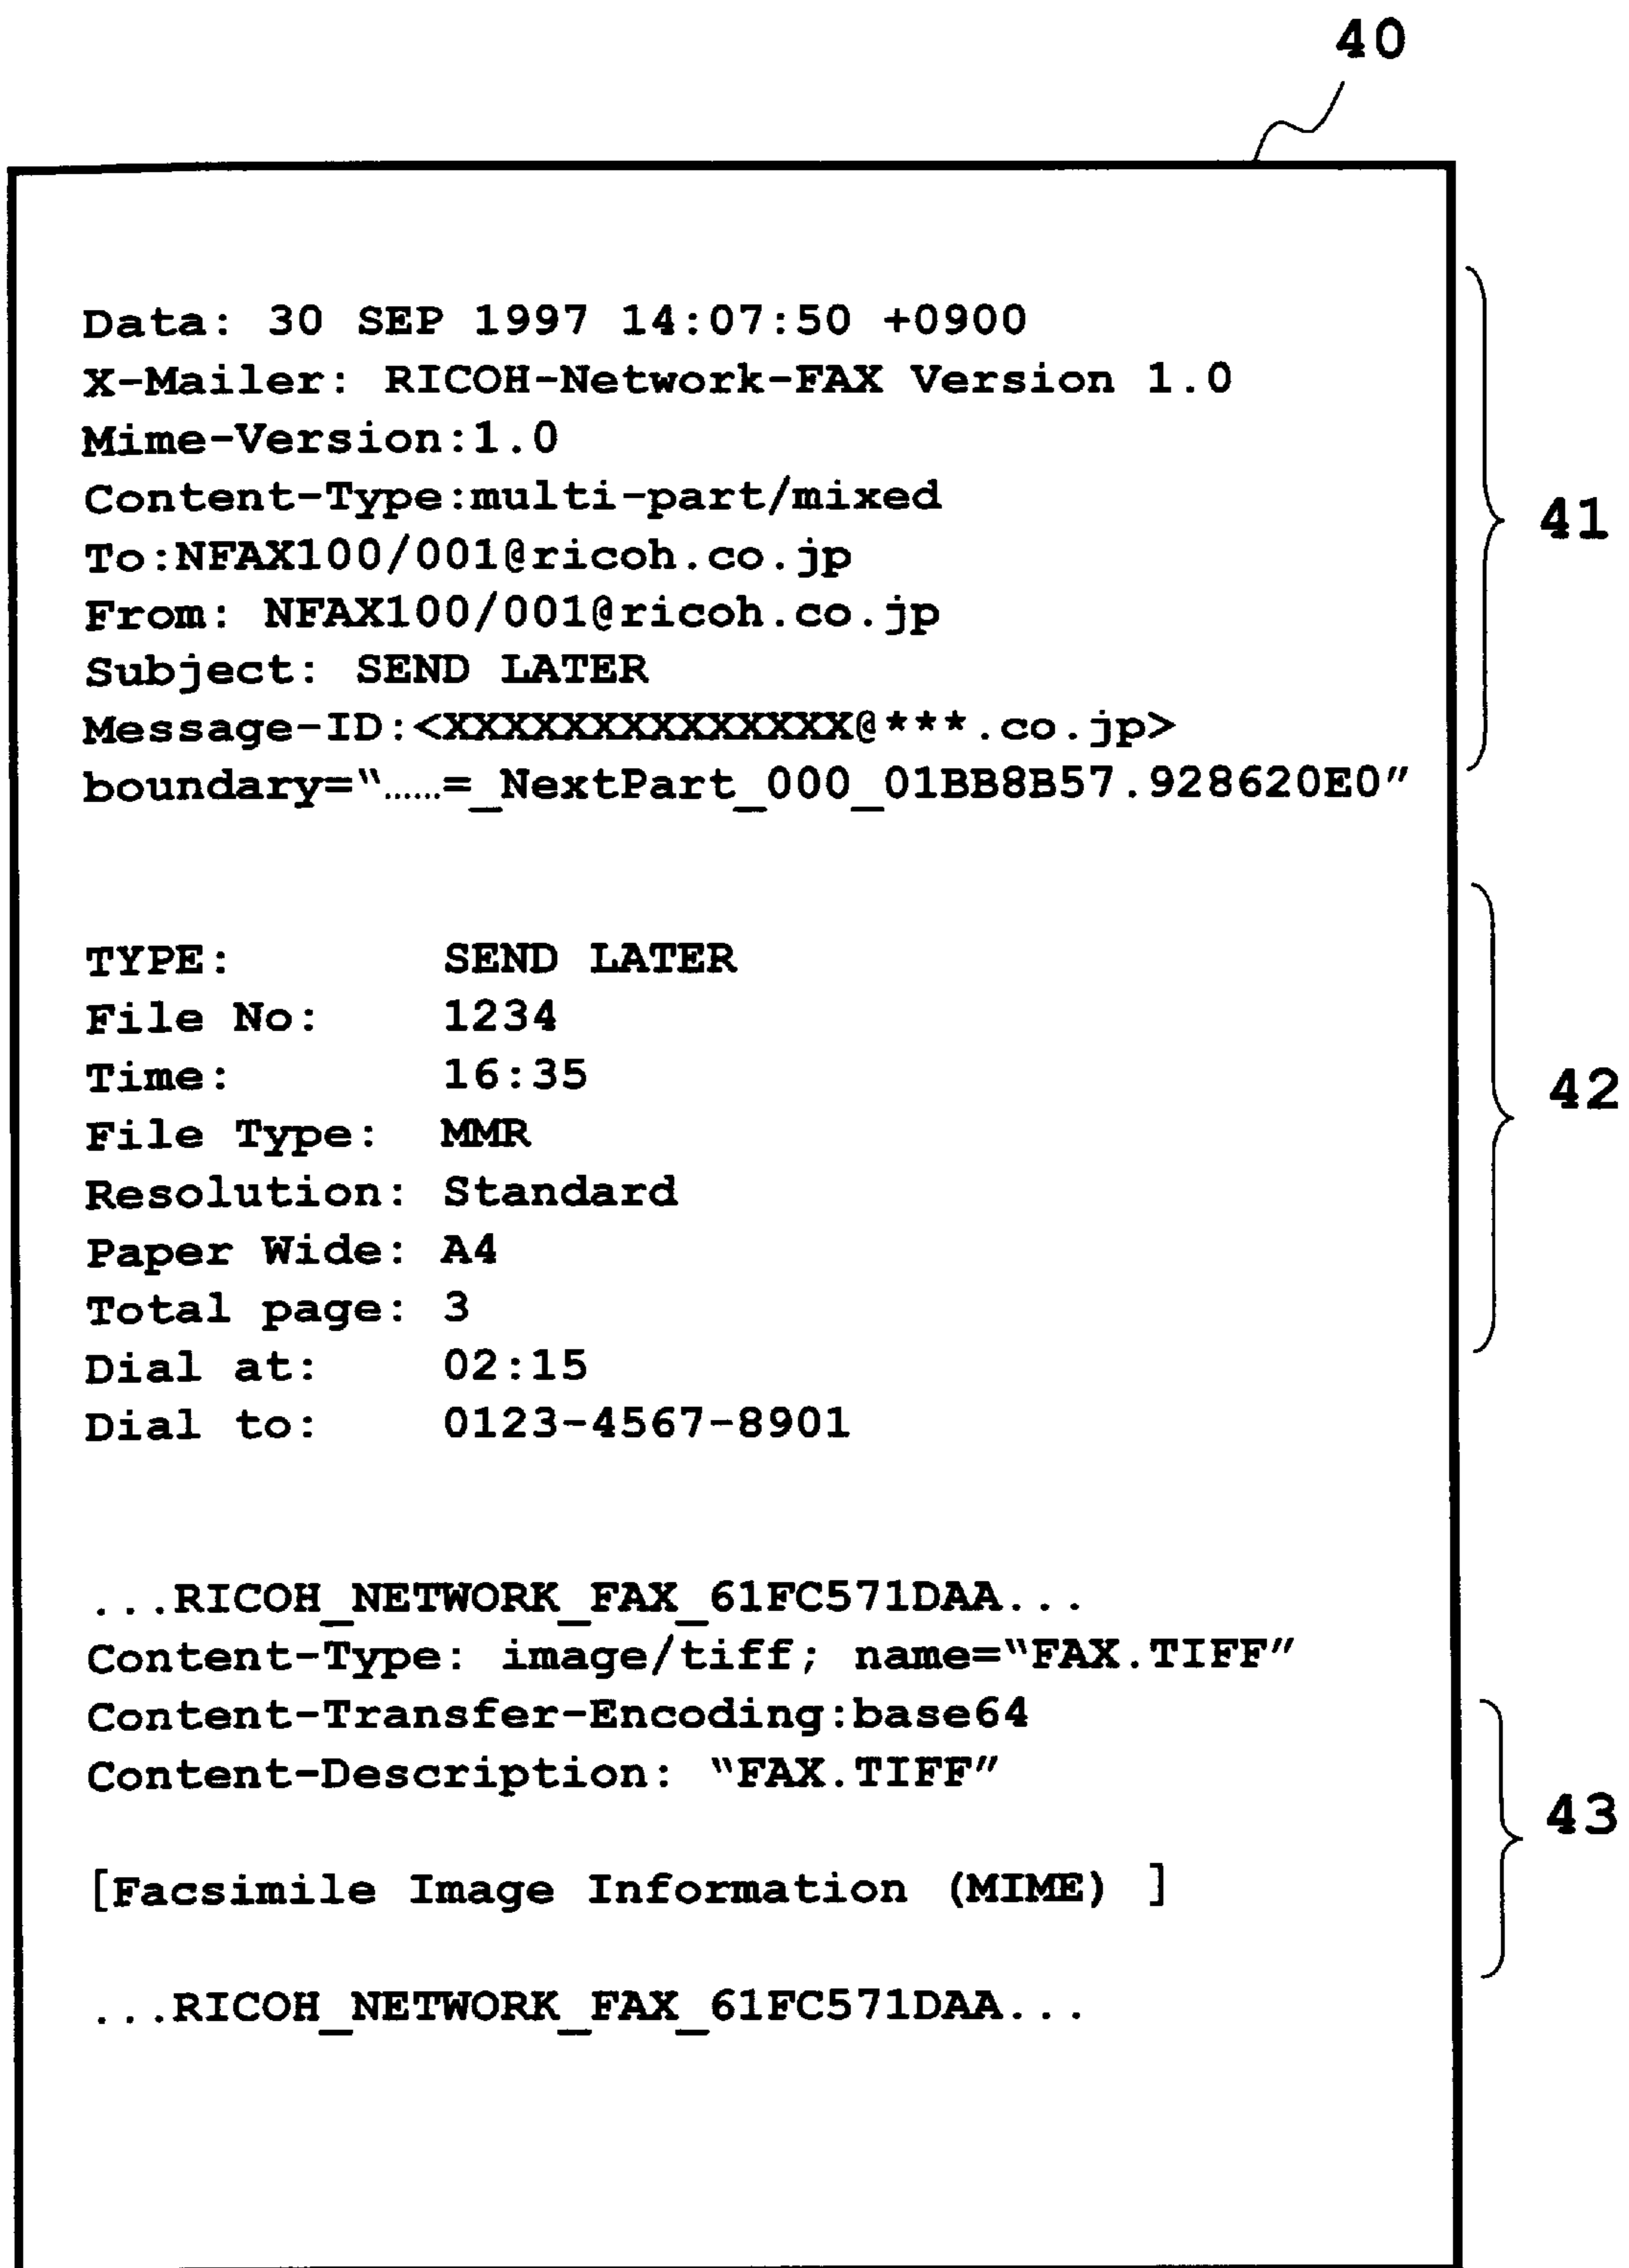 40
Data: 30 SEP 1997 14:07:50 +0900
X-Mailer: RICOH-Network-FAX Version 1.0
Mime-Version:1.0
Content-Type:multi-part/mixed
To:NFAX100/001@ricoh.co.jp
From: NFAX100/001@ricoh.co.jp
Subject: SEND LATER
Message-ID:<XXXXXXXXXXXXXX@***.co.jp>
boundary=“......=_NextPart_000_01BB8B57.928620E0”
41
TYPE: SEND LATER
File No: 1234
Time: 16:35
File Type: MMR
Resolution: Standard
Paper Wide: A4
Total page: 3
Dial at: 02:15
Dial to: 0123-4567-8901
42
...RICOH_NETWORK_FAX_61FC571DAA...
Content-Type: image/tiff; name=“FAX.TIFF”
Content-Transfer-Encoding:base64
Content-Description: “FAX.TIFF”
[Facsimile Image Information (MIME) ]
43
...RICOH_NETWORK_FAX_61FC571DAA...